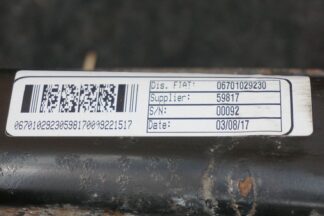 Dis. FIAT: 06701029230
Supplier: 59817
S/N: 00092
Date: 03/08/17
06701029230598170009221517